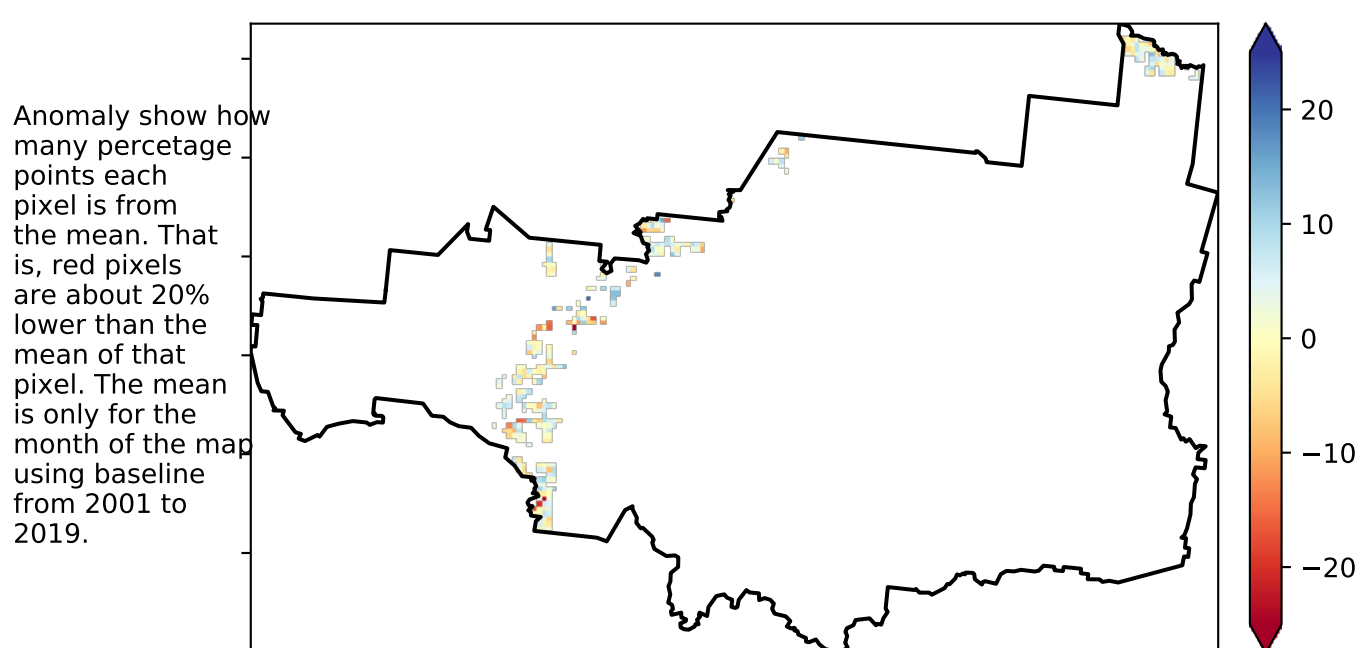 Anomaly show how
many percetage
points each
pixel is from
the mean. That
is, red pixels
are about 20%
lower than the
mean of that
pixel. The mean
is only for the
month of the map
using baseline
from 2001 to
2019.
20
10
0
−10
−20